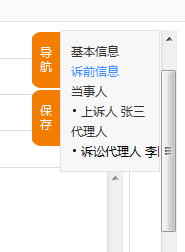 导航
保存
基本信息
诉前信息
当事人
• 上诉人 张三
代理人
• 诉讼代理人 李